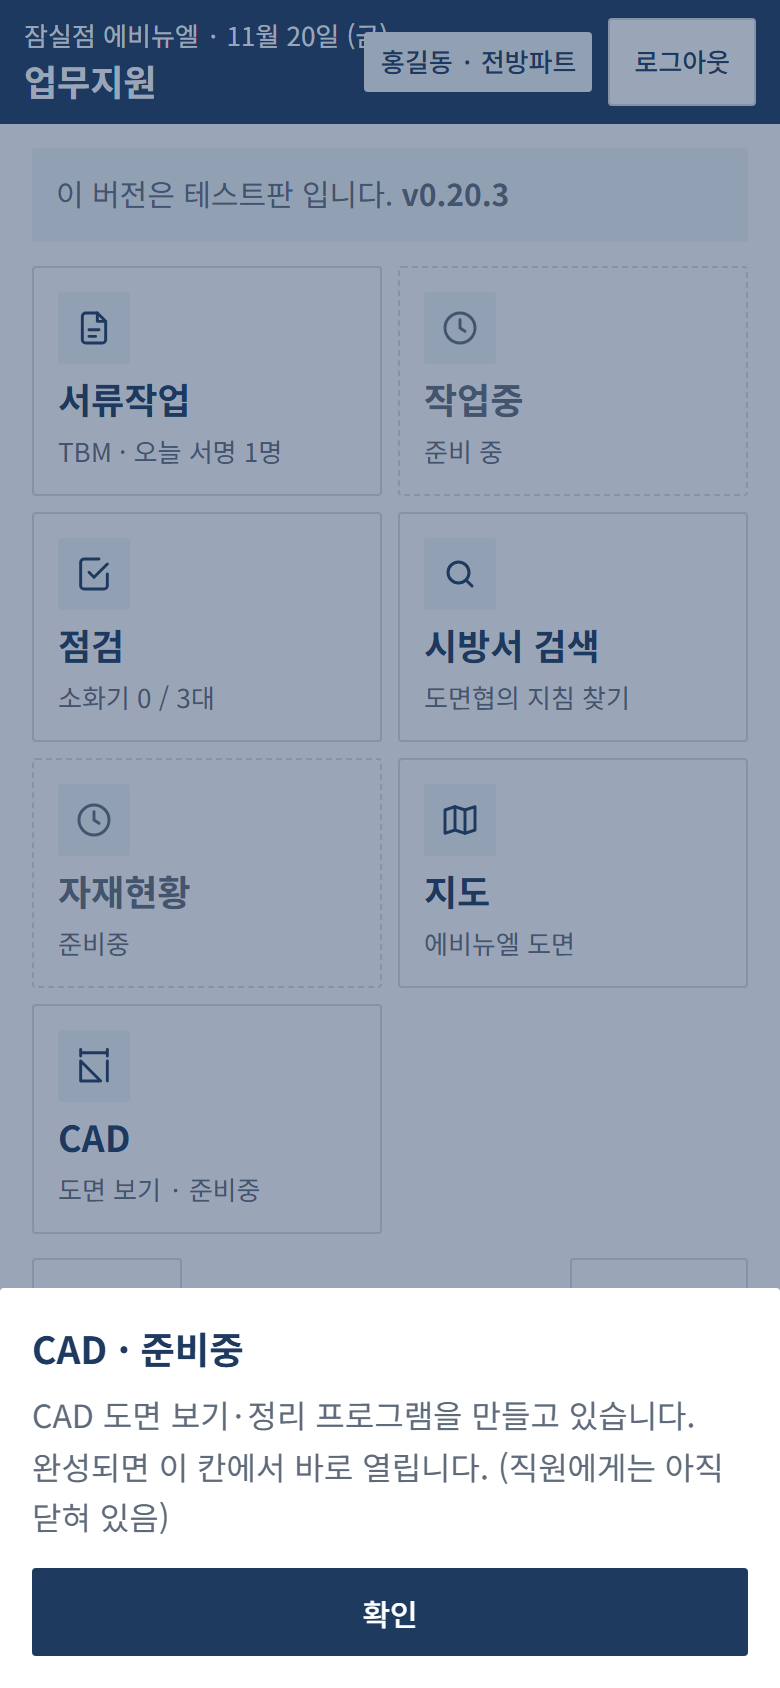 잠실점 에비뉴엘 · 11월 20일 (금)
업무지원
홍길동 · 전방파트
로그아웃
이 버전은 테스트판 입니다. v0.20.3
서류작업
TBM · 오늘 서명 1명
작업중
준비 중
점검
소화기 0 / 3대
시방서 검색
도면협의 지침 찾기
자재현황
준비중
지도
에비뉴엘 도면
CAD
도면 보기 · 준비중
CAD · 준비중
CAD 도면 보기·정리 프로그램을 만들고 있습니다.
완성되면 이 칸에서 바로 열립니다. (직원에게는 아직
닫혀 있음)
확인